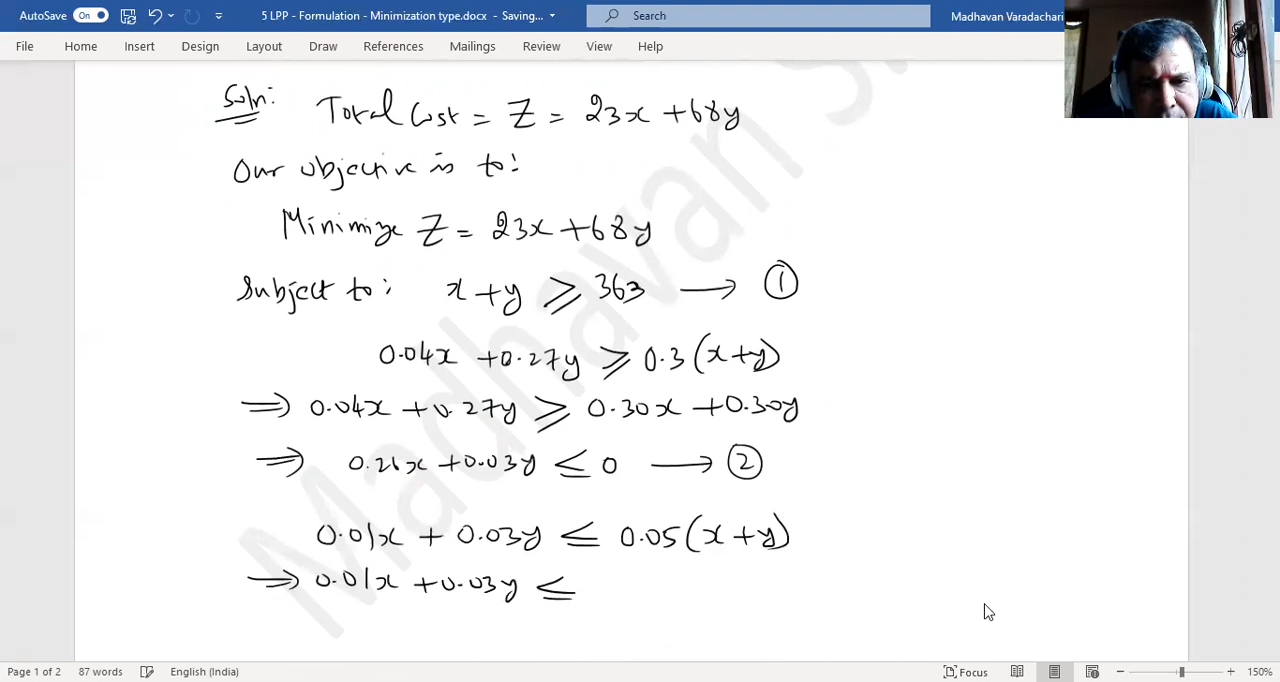 AutoSave On 5 LPP - Formulation - Minimization type.docx - Saving... Search Madhavan Varadachari
File Home Insert Design Layout Draw References Mailings Review View Help
Soln: Total Cost = Z = 23x + 68y
Our objective is to:
Minimize Z = 23x + 68y
Subject to: x + y ⩾ 363 → ①
0.04x + 0.27y ⩾ 0.3(x+y)
⇒ 0.04x + 0.27y ⩾ 0.30x + 0.30y
⇒ 0.26x + 0.03y ≤ 0 → ②
0.01x + 0.03y ≤ 0.05(x+y)
⇒ 0.01x + 0.03y ≤
Madhavan
Page 1 of 2 87 words English (India) Focus 150%